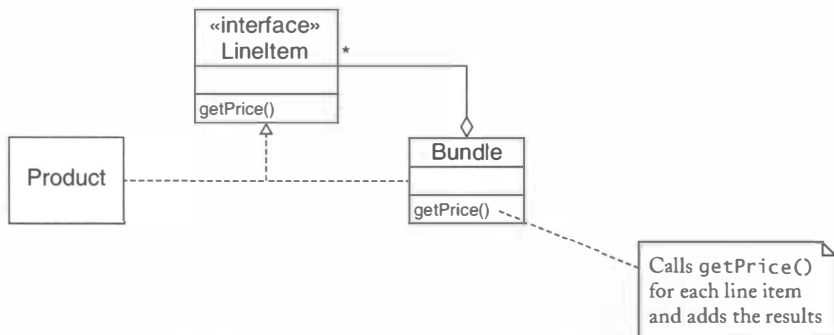 «interface»
LineItem
*
getPrice()
Product
Bundle
getPrice()
Calls getPrice()
for each line item
and adds the results